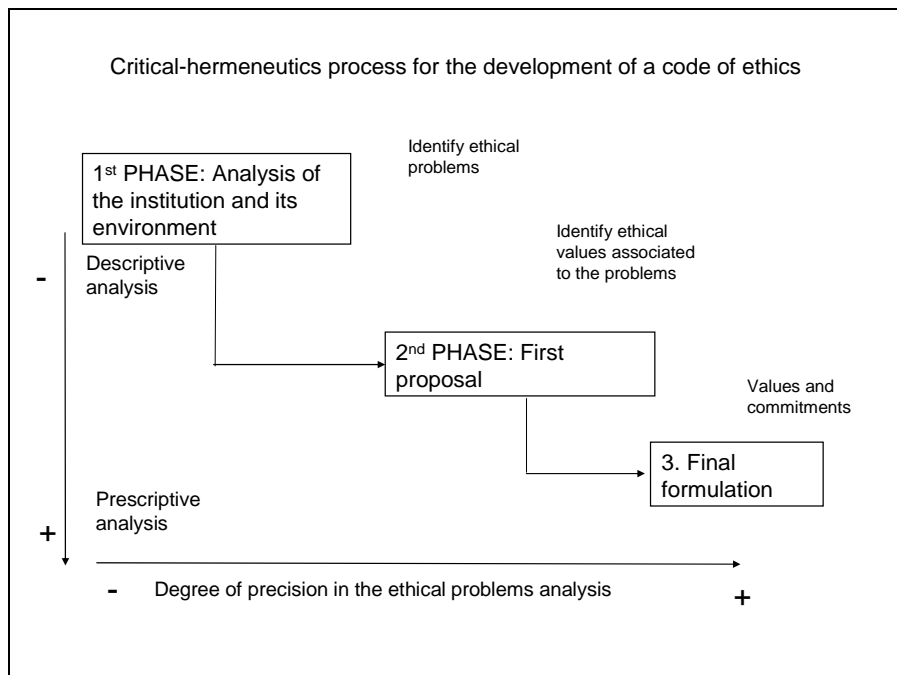 Critical-hermeneutics process for the development of a code of ethics
Identify ethical
problems
1st PHASE: Analysis of
the institution and its
environment
Identify ethical
values associated
to the problems
-
Descriptive
analysis
2nd PHASE: First
proposal
Values and
commitments
3. Final
formulation
Prescriptive
analysis
+
- Degree of precision in the ethical problems analysis +